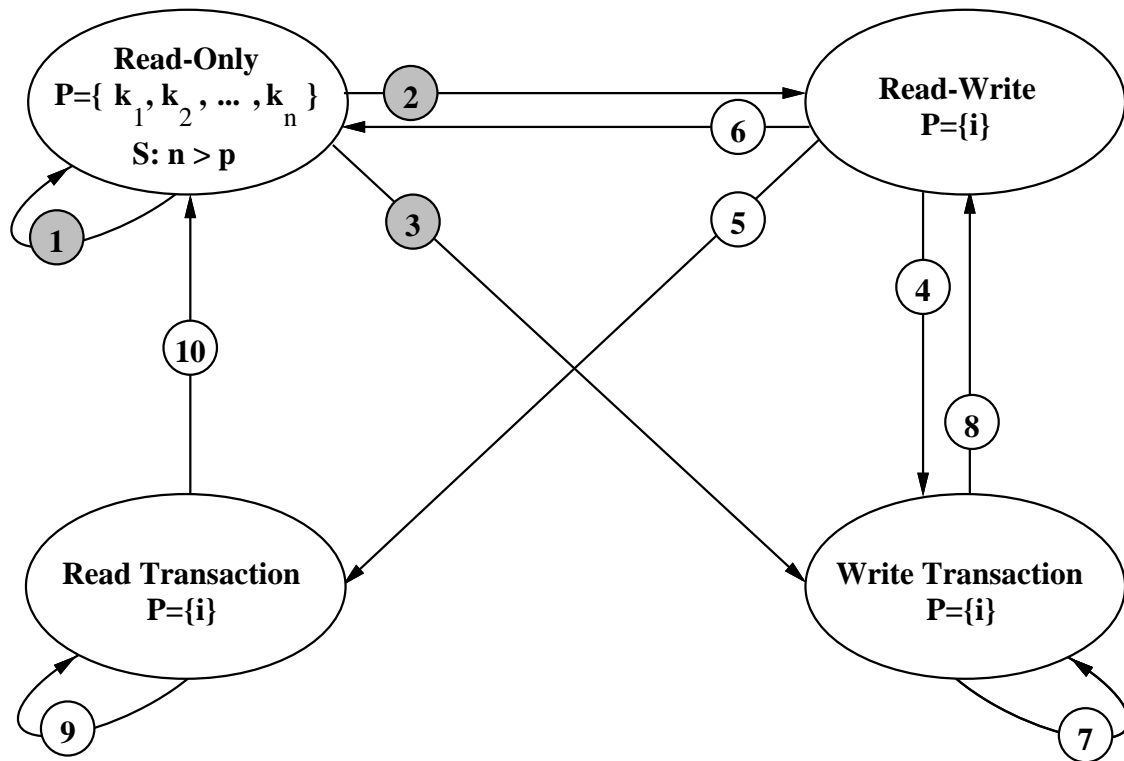 Read-Only
P={ k1, k2, ... , kn }
S: n > p
2
Read-Write
P={i}
6
1
3
5
4
10
8
Read Transaction
P={i}
Write Transaction
P={i}
9
7